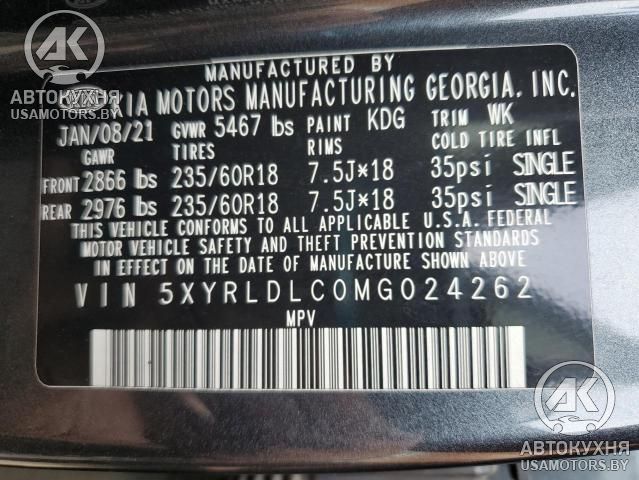 MANUFACTURED BY
KIA MOTORS MANUFACTURING GEORGIA, INC.
JAN/08/21 GVWR 5467 lbs PAINT KDG TRIM WK
GAWR TIRES RIMS COLD TIRE INFL
FRONT 2866 lbs 235/60R18 7.5J×18 35psi SINGLE
REAR 2976 lbs 235/60R18 7.5J×18 35psi SINGLE
THIS VEHICLE CONFORMS TO ALL APPLICABLE U.S.A. FEDERAL
MOTOR VEHICLE SAFETY AND THEFT PREVENTION STANDARDS
IN EFFECT ON THE DATE OF MANUFACTURE SHOWN ABOVE
VIN 5XYRLDLC0MG024262
MPV
AK
АВТОКУХНЯ
USAMOTORS.BY
AK
АВТОКУХНЯ
USAMOTORS.BY